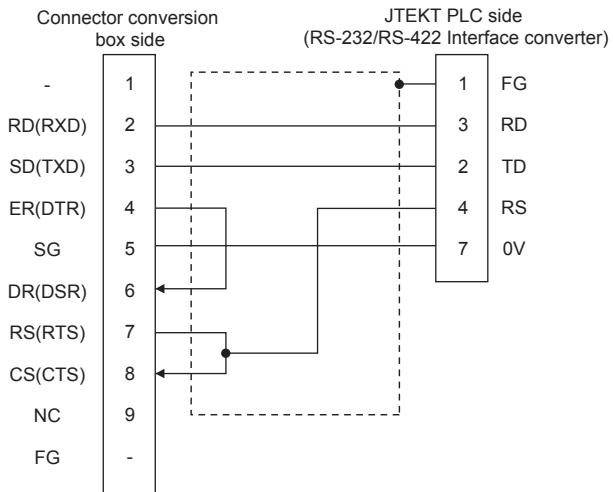 Connector conversion
box side
JTEKT PLC side
(RS-232/RS-422 Interface converter)
- 1 1 FG
RD(RXD) 2 3 RD
SD(TXD) 3 2 TD
ER(DTR) 4 4 RS
SG 5 7 0V
DR(DSR) 6
RS(RTS) 7
CS(CTS) 8
NC 9
FG -